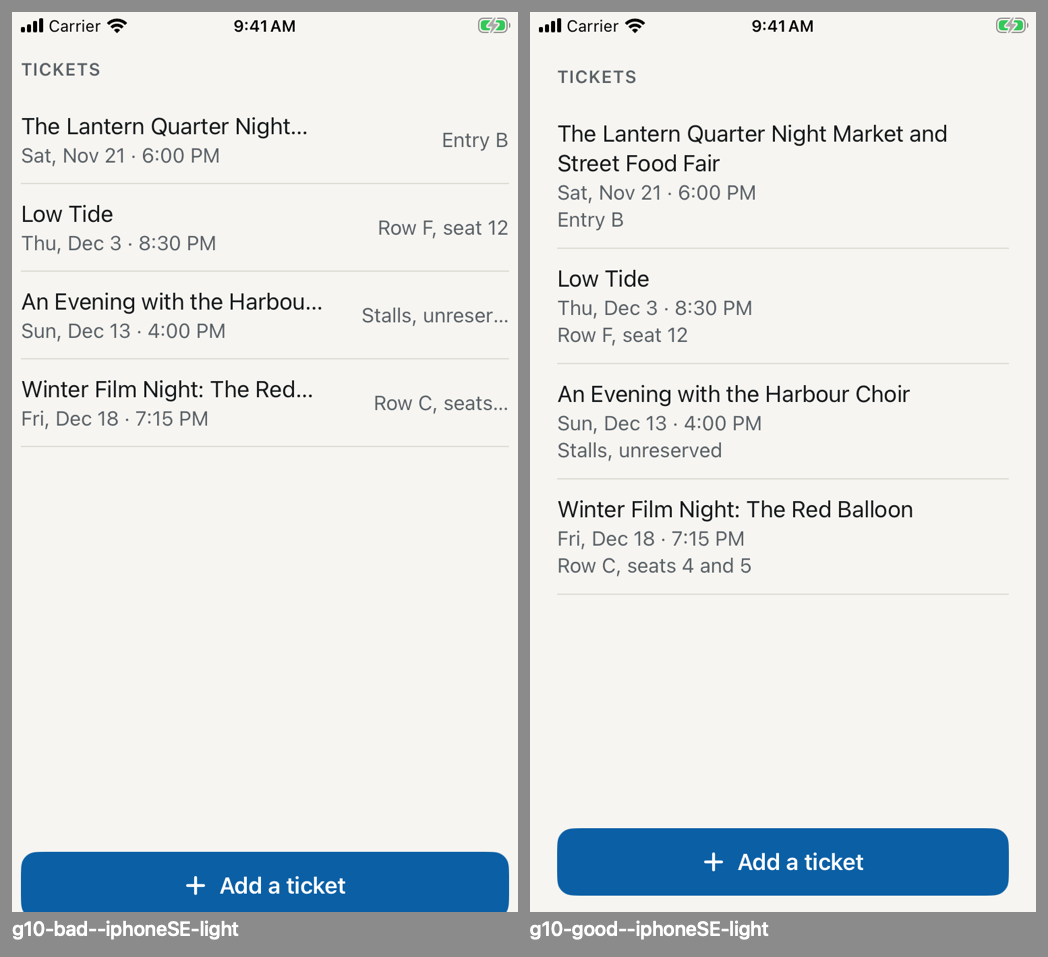 Carrier 9:41 AM
TICKETS
The Lantern Quarter Night...
Sat, Nov 21 · 6:00 PM
Entry B
Low Tide
Thu, Dec 3 · 8:30 PM
Row F, seat 12
An Evening with the Harbou...
Sun, Dec 13 · 4:00 PM
Stalls, unreser...
Winter Film Night: The Red...
Fri, Dec 18 · 7:15 PM
Row C, seats...
+ Add a ticket
g10-bad--iphoneSE-light
Carrier 9:41 AM
TICKETS
The Lantern Quarter Night Market and
Street Food Fair
Sat, Nov 21 · 6:00 PM
Entry B
Low Tide
Thu, Dec 3 · 8:30 PM
Row F, seat 12
An Evening with the Harbour Choir
Sun, Dec 13 · 4:00 PM
Stalls, unreserved
Winter Film Night: The Red Balloon
Fri, Dec 18 · 7:15 PM
Row C, seats 4 and 5
+ Add a ticket
g10-good--iphoneSE-light